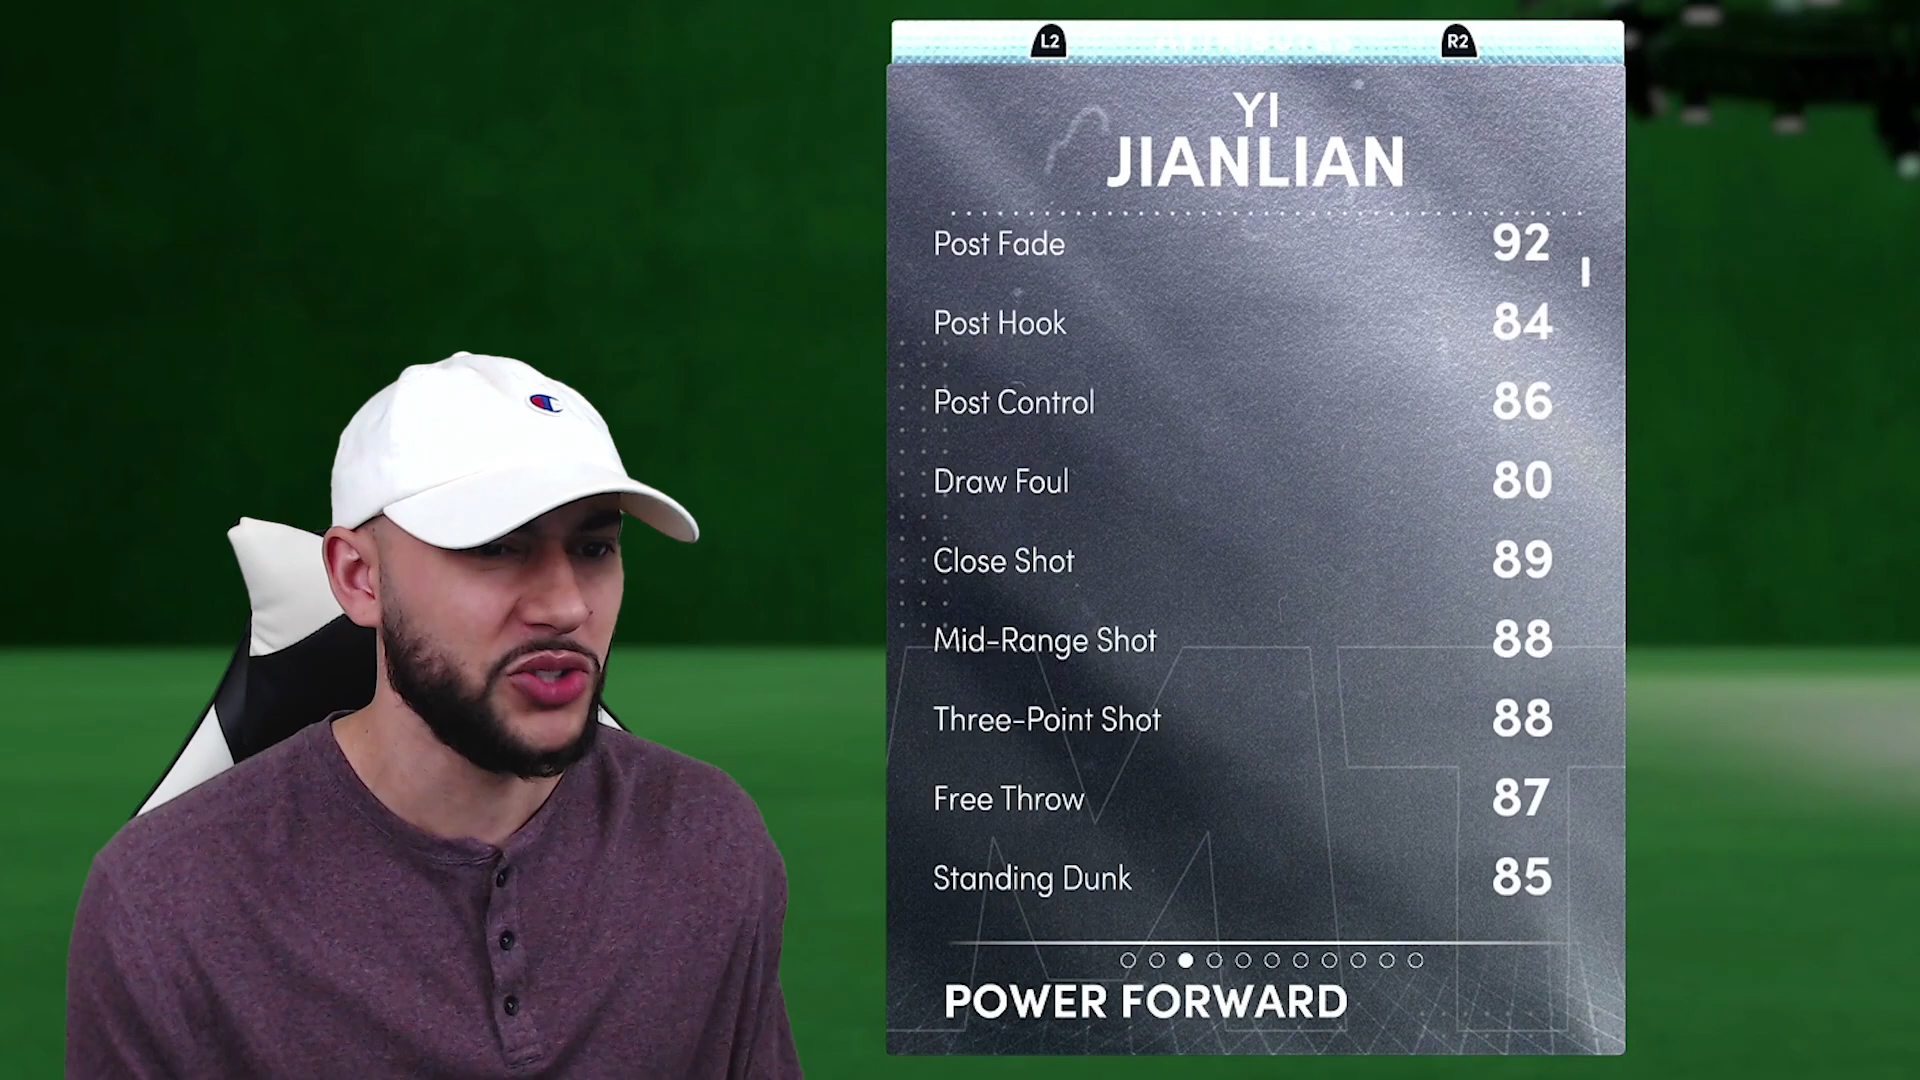 L2 R2
YI
JIANLIAN
Post Fade 92
Post Hook 84
Post Control 86
Draw Foul 80
Close Shot 89
Mid-Range Shot 88
Three-Point Shot 88
Free Throw 87
Standing Dunk 85
POWER FORWARD